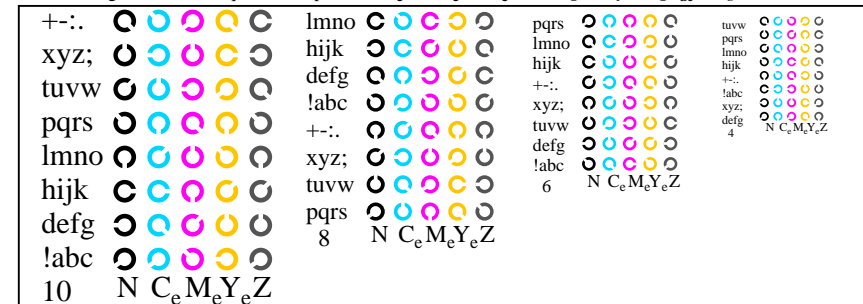 +-:.
xyz;
tuvw
pqrs
lmno
hijk
defg
!abc
10 N CeMeYeZ
lmno
hijk
defg
!abc
+-:.
xyz;
tuvw
pqrs
8 N CeMeYeZ
pqrs
lmno
hijk
+-:.
xyz;
tuvw
defg
!abc
6 N CeMeYeZ
tuvw
pqrs
lmno
hijk
+-:.
!abc
xyz;
defg
4 N CeMeYeZ